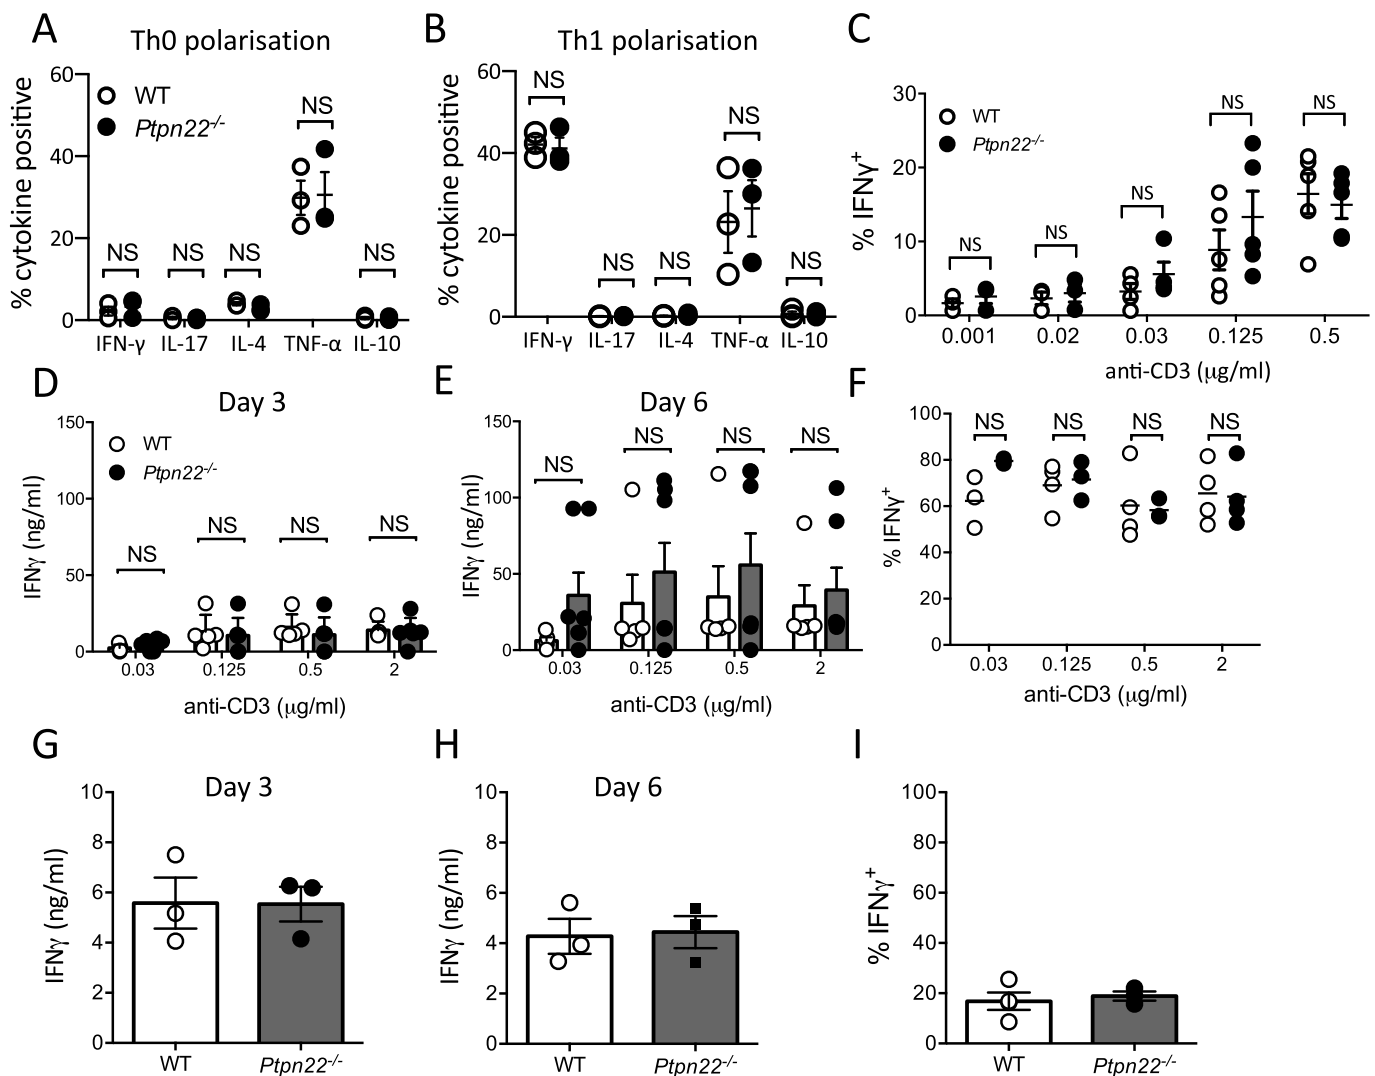 A
Th0 polarisation
% cytokine positive
60
40
20
0
WT
Ptpn22-/-
NS
NS
NS
NS
NS
IFN-γ
IL-17
IL-4
TNF-α
IL-10
B
Th1 polarisation
% cytokine positive
60
40
20
0
NS
NS
NS
NS
NS
IFN-γ
IL-17
IL-4
TNF-α
IL-10
C
% IFNγ+
30
20
10
0
WT
Ptpn22-/-
NS
NS
NS
NS
NS
0.001
0.02
0.03
0.125
0.5
anti-CD3 (μg/ml)
D
Day 3
IFNγ (ng/ml)
150
100
50
0
WT
Ptpn22-/-
NS
NS
NS
NS
0.03
0.125
0.5
2
anti-CD3 (μg/ml)
E
Day 6
IFNγ (ng/ml)
150
100
50
0
NS
NS
NS
NS
0.03
0.125
0.5
2
anti-CD3 (μg/ml)
F
% IFNγ+
100
80
60
40
20
0
NS
NS
NS
NS
0.03
0.125
0.5
2
anti-CD3 (μg/ml)
G
Day 3
IFNγ (ng/ml)
10
8
6
4
2
0
WT
Ptpn22-/-
H
Day 6
IFNγ (ng/ml)
10
8
6
4
2
0
WT
Ptpn22-/-
I
% IFNγ+
100
80
60
40
20
0
WT
Ptpn22-/-